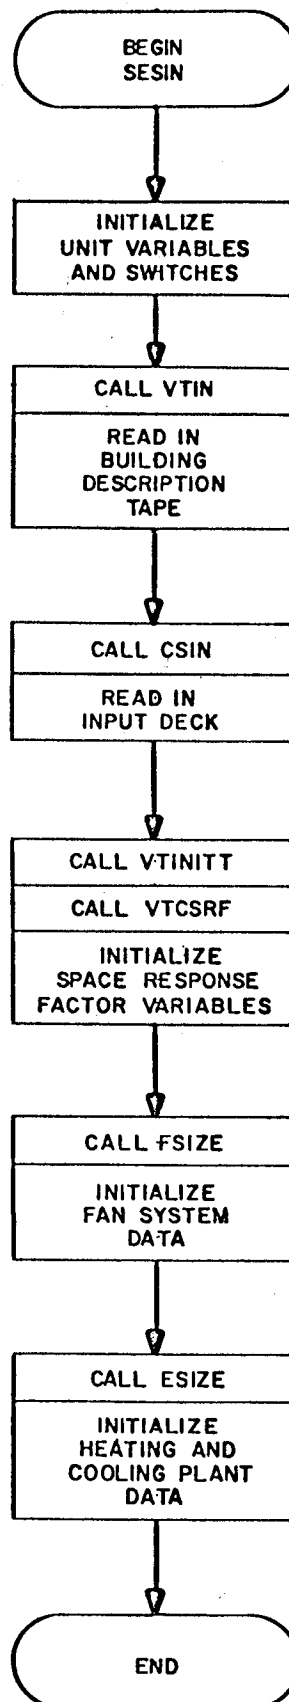 BEGIN
SESIN
INITIALIZE
UNIT VARIABLES
AND SWITCHES
CALL VTIN
READ IN
BUILDING
DESCRIPTION
TAPE
CALL CSIN
READ IN
INPUT DECK
CALL VTINITT
CALL VTCSRF
INITIALIZE
SPACE RESPONSE
FACTOR VARIABLES
CALL FSIZE
INITIALIZE
FAN SYSTEM
DATA
CALL ESIZE
INITIALIZE
HEATING AND
COOLING PLANT
DATA
END